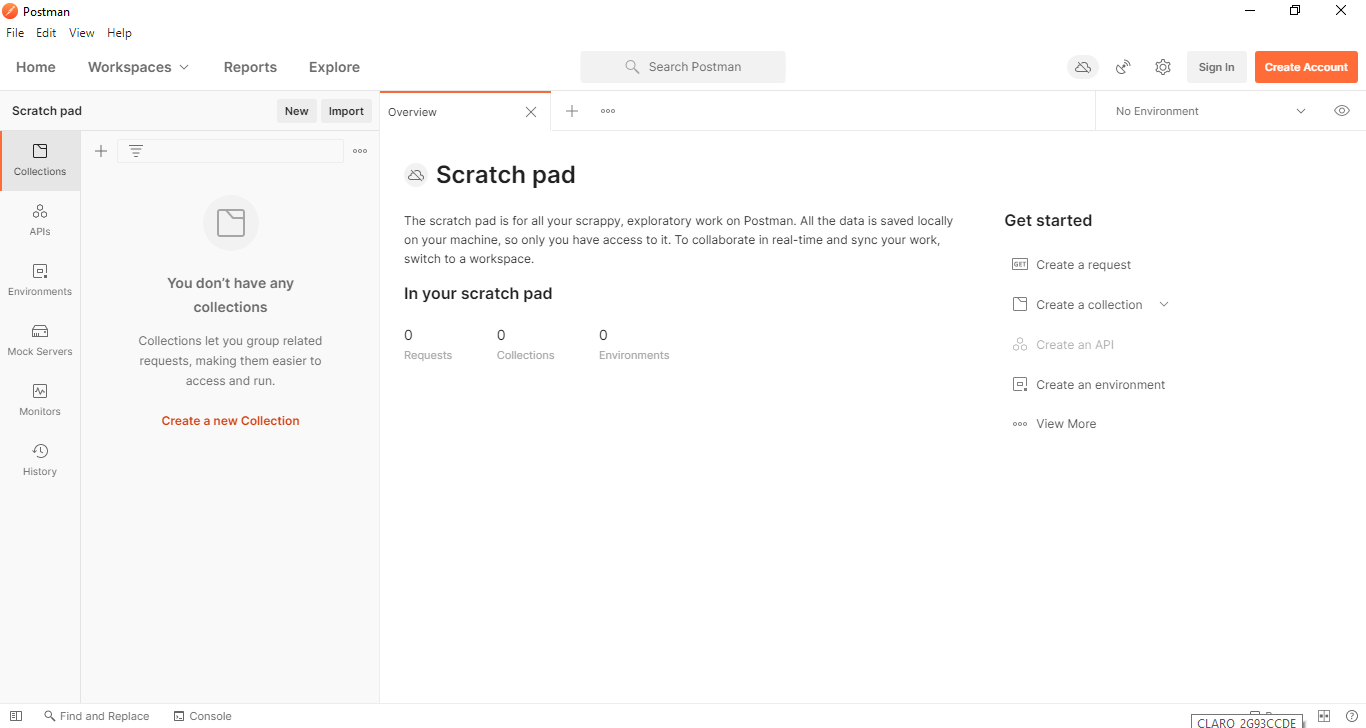 Postman
File Edit View Help
Home Workspaces Reports Explore
Search Postman
Sign In
Create Account
Scratch pad
New
Import
Overview
No Environment
Collections
APIs
Environments
Mock Servers
Monitors
History
You don't have any
collections
Collections let you group related
requests, making them easier to
access and run.
Create a new Collection
Scratch pad
The scratch pad is for all your scrappy, exploratory work on Postman. All the data is saved locally
on your machine, so only you have access to it. To collaborate in real-time and sync your work,
switch to a workspace.
In your scratch pad
0 0 0
Requests Collections Environments
Get started
GET Create a request
Create a collection
Create an API
Create an environment
View More
Find and Replace
Console
CLARO_2G93CCDE